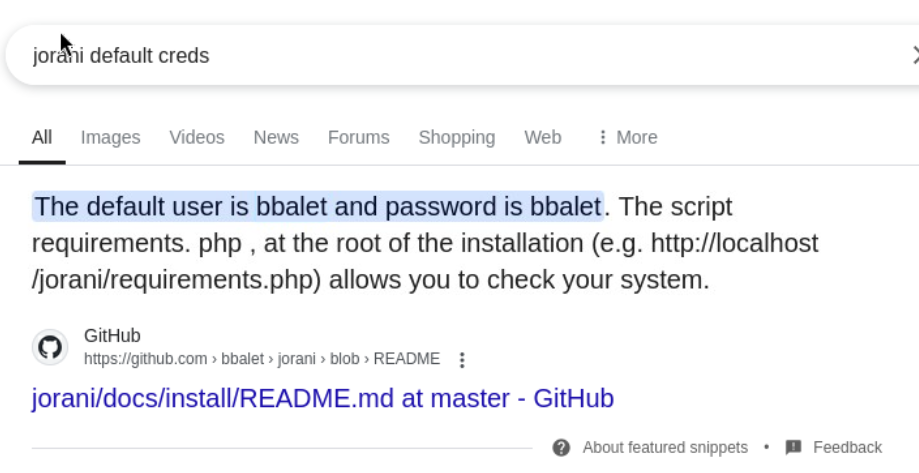 jorani default creds
All Images Videos News Forums Shopping Web More
The default user is bbalet and password is bbalet. The script
requirements. php , at the root of the installation (e.g. http://localhost
/jorani/requirements.php) allows you to check your system.
GitHub
https://github.com › bbalet › jorani › blob › README
jorani/docs/install/README.md at master - GitHub
About featured snippets • Feedback